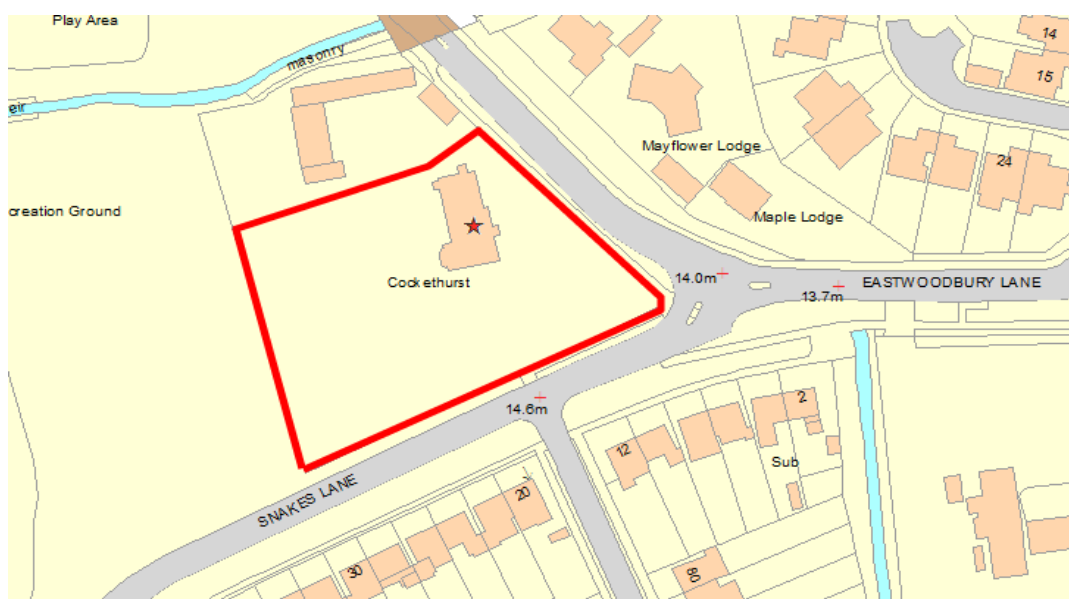 Play Area
masonry
eir
creation Ground
Mayflower Lodge
Maple Lodge
14
15
24
Cockethurst
14.0m
13.7m
EASTWOODBURY LANE
14.6m
SNAKES LANE
2
12
Sub
20
30
80